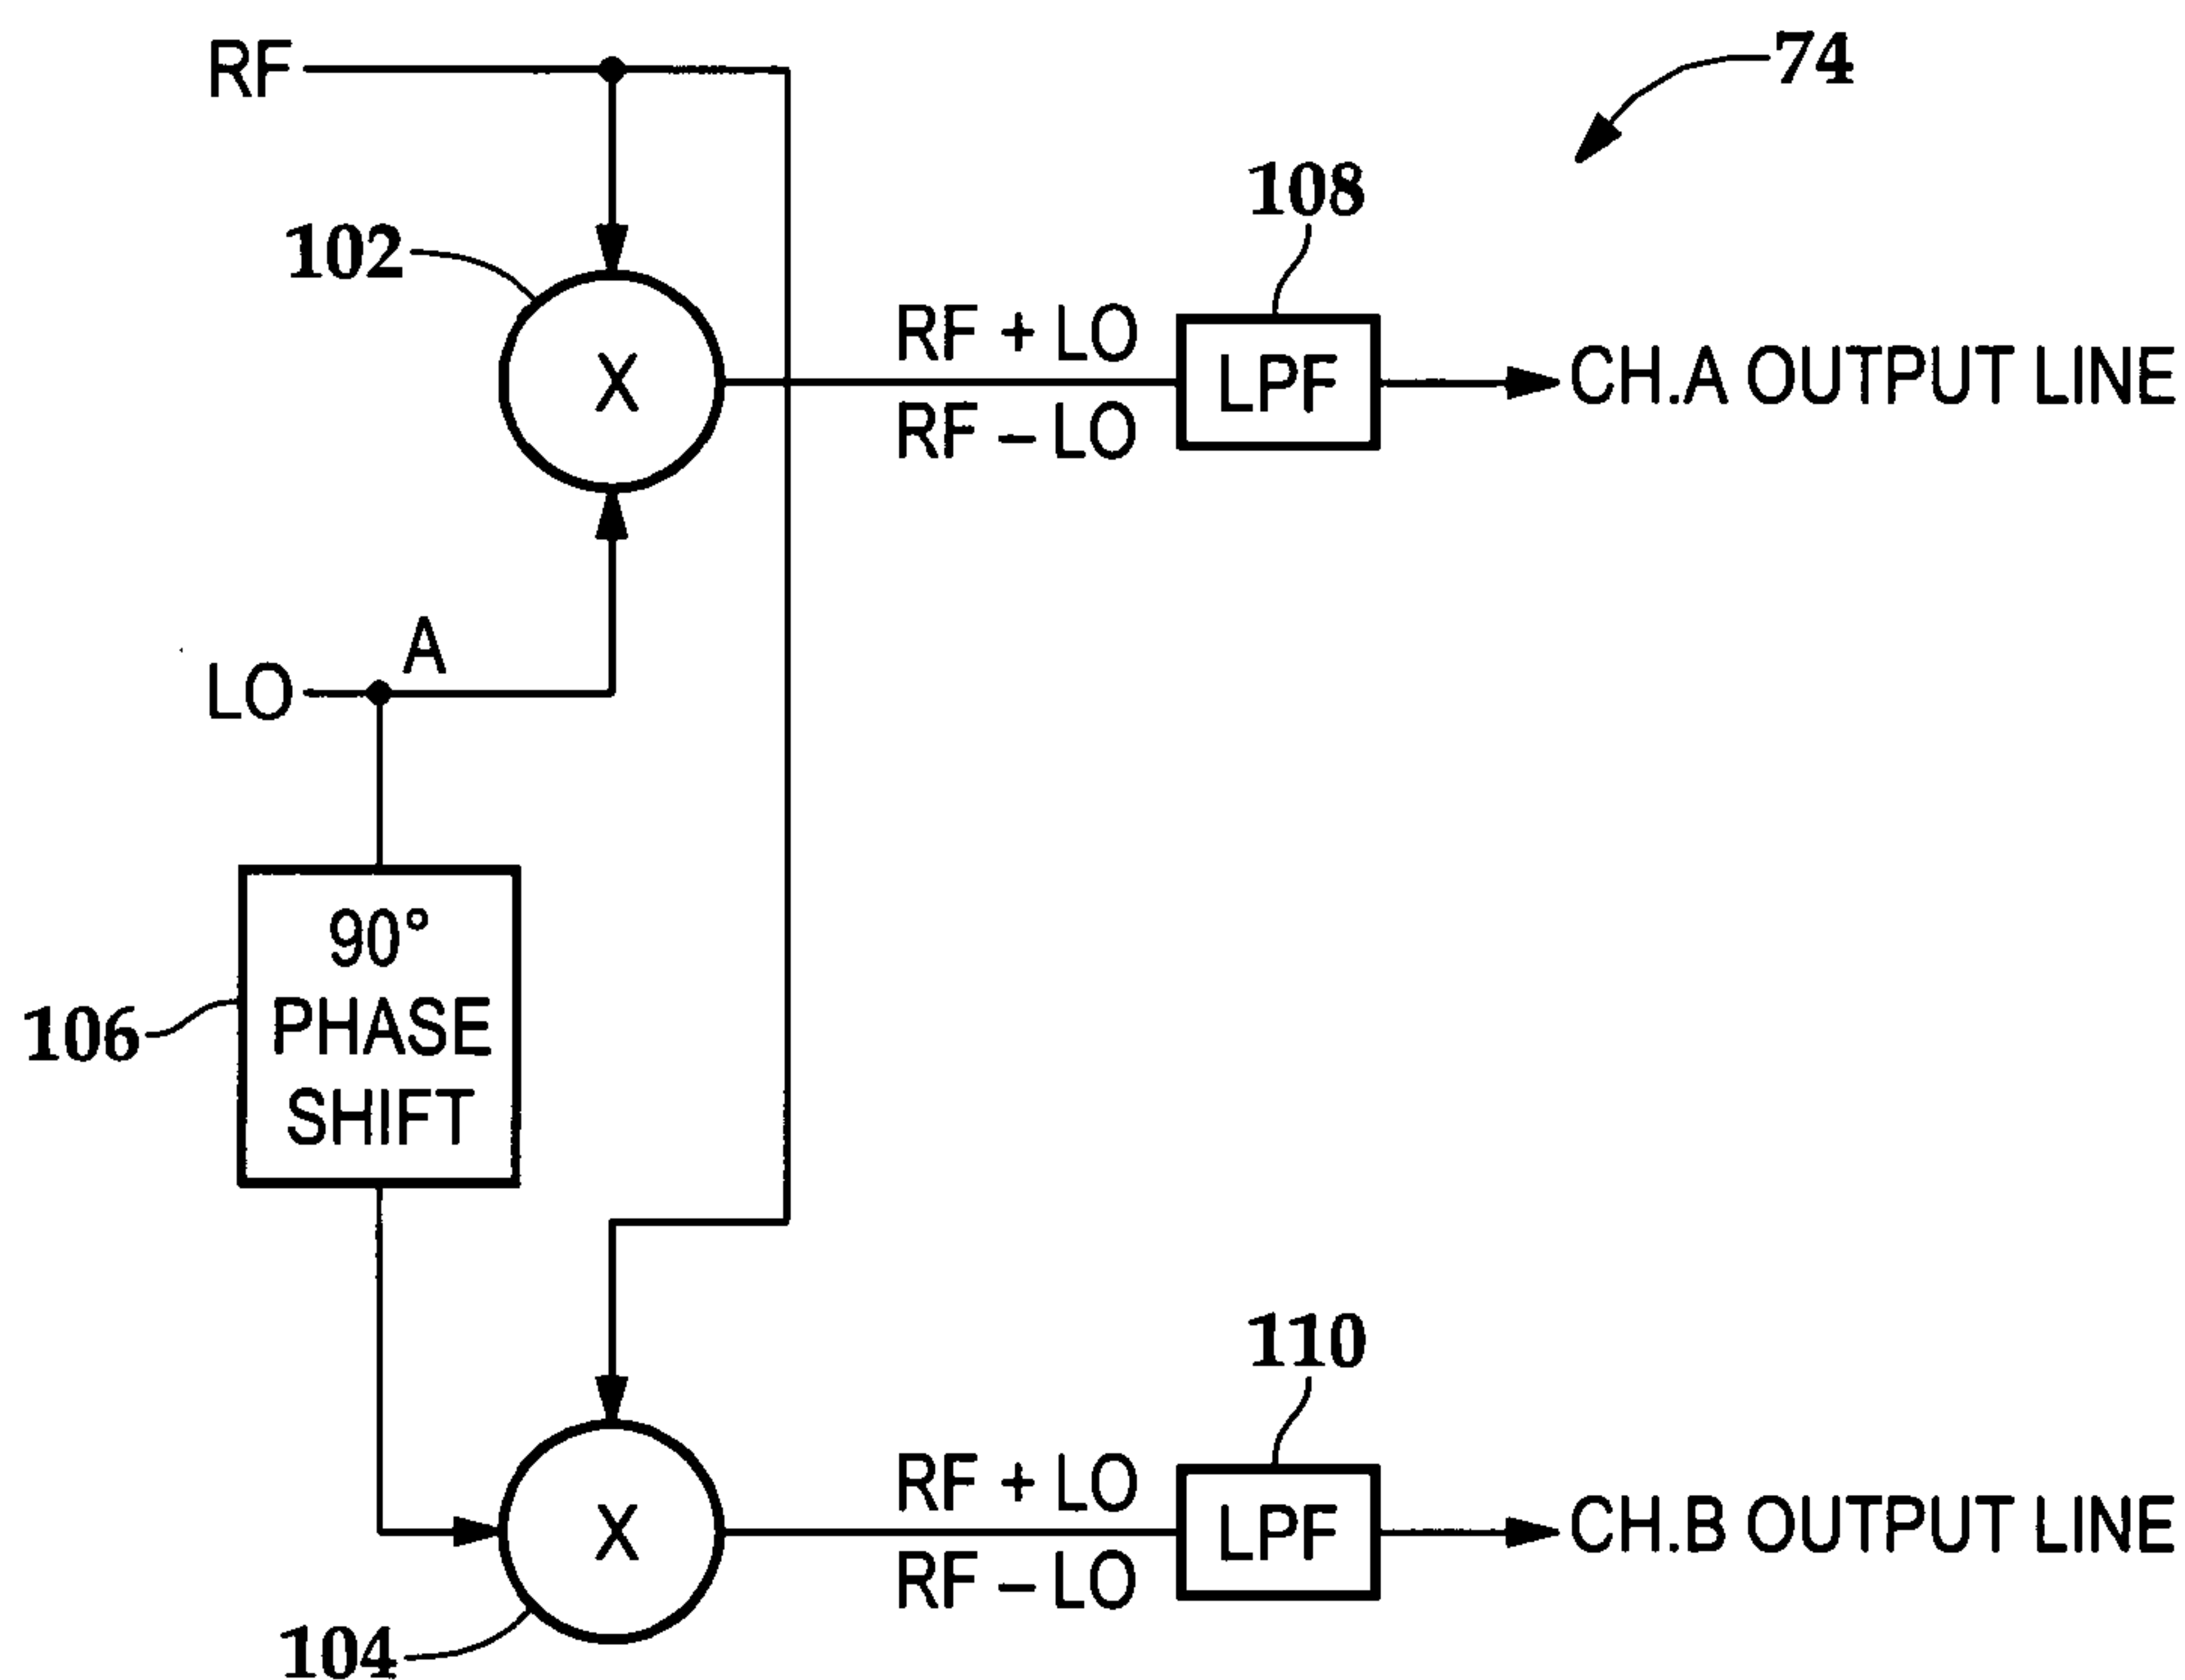 RF
74
108
102
RF + LO
X
LPF
CH.A OUTPUT LINE
RF – LO
A
LO
90°
PHASE
SHIFT
106
110
RF + LO
X
LPF
CH.B OUTPUT LINE
RF – LO
104